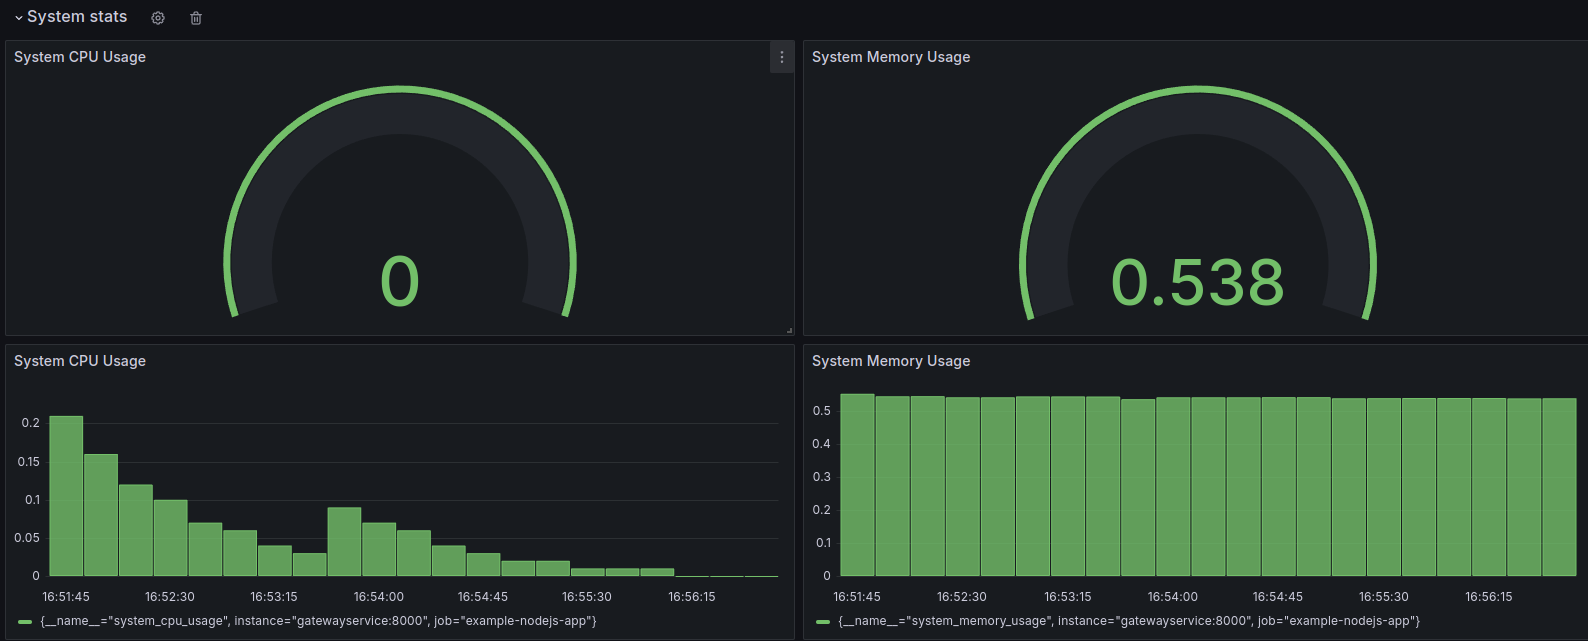 System stats
System CPU Usage
0
System Memory Usage
0.538
System CPU Usage
0.2
0.15
0.1
0.05
0
16:51:45 16:52:30 16:53:15 16:54:00 16:54:45 16:55:30 16:56:15
{__name__="system_cpu_usage", instance="gatewayservice:8000", job="example-nodejs-app"}
System Memory Usage
0.5
0.4
0.3
0.2
0.1
0
16:51:45 16:52:30 16:53:15 16:54:00 16:54:45 16:55:30 16:56:15
{__name__="system_memory_usage", instance="gatewayservice:8000", job="example-nodejs-app"}